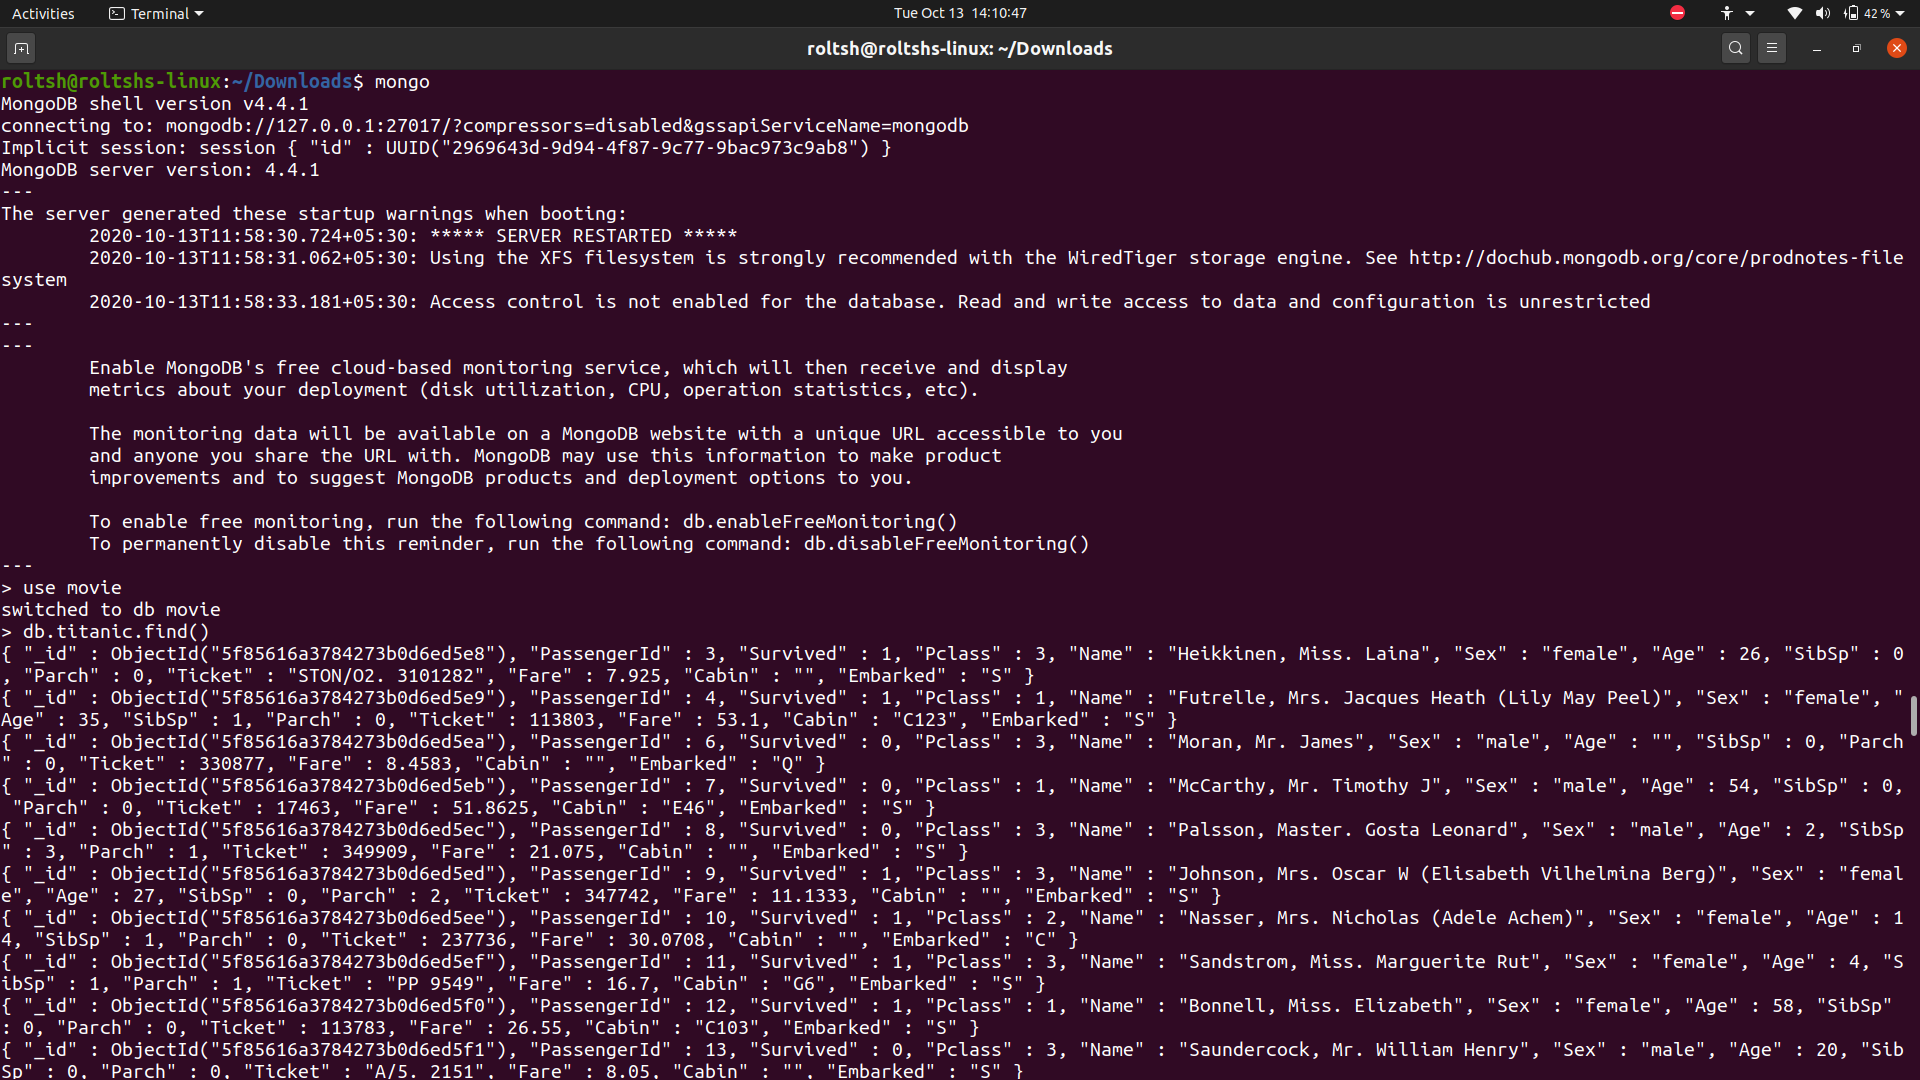 Activities Terminal Tue Oct 13 14:10:47 42 %
roltsh@roltshs-linux: ~/Downloads
roltsh@roltshs-linux:~/Downloads$ mongo
MongoDB shell version v4.4.1
connecting to: mongodb://127.0.0.1:27017/?compressors=disabled&gssapiServiceName=mongodb
Implicit session: session { "id" : UUID("2969643d-9d94-4f87-9c77-9bac973c9ab8") }
MongoDB server version: 4.4.1
---
The server generated these startup warnings when booting:
        2020-10-13T11:58:30.724+05:30: ***** SERVER RESTARTED *****
        2020-10-13T11:58:31.062+05:30: Using the XFS filesystem is strongly recommended with the WiredTiger storage engine. See http://dochub.mongodb.org/core/prodnotes-file
system
        2020-10-13T11:58:33.181+05:30: Access control is not enabled for the database. Read and write access to data and configuration is unrestricted
---
---
        Enable MongoDB's free cloud-based monitoring service, which will then receive and display
        metrics about your deployment (disk utilization, CPU, operation statistics, etc).
        The monitoring data will be available on a MongoDB website with a unique URL accessible to you
        and anyone you share the URL with. MongoDB may use this information to make product
        improvements and to suggest MongoDB products and deployment options to you.
        To enable free monitoring, run the following command: db.enableFreeMonitoring()
        To permanently disable this reminder, run the following command: db.disableFreeMonitoring()
---
> use movie
switched to db movie
> db.titanic.find()
{ "_id" : ObjectId("5f85616a3784273b0d6ed5e8"), "PassengerId" : 3, "Survived" : 1, "Pclass" : 3, "Name" : "Heikkinen, Miss. Laina", "Sex" : "female", "Age" : 26, "SibSp" : 0
, "Parch" : 0, "Ticket" : "STON/O2. 3101282", "Fare" : 7.925, "Cabin" : "", "Embarked" : "S" }
{ "_id" : ObjectId("5f85616a3784273b0d6ed5e9"), "PassengerId" : 4, "Survived" : 1, "Pclass" : 1, "Name" : "Futrelle, Mrs. Jacques Heath (Lily May Peel)", "Sex" : "female", "
Age" : 35, "SibSp" : 1, "Parch" : 0, "Ticket" : 113803, "Fare" : 53.1, "Cabin" : "C123", "Embarked" : "S" }
{ "_id" : ObjectId("5f85616a3784273b0d6ed5ea"), "PassengerId" : 6, "Survived" : 0, "Pclass" : 3, "Name" : "Moran, Mr. James", "Sex" : "male", "Age" : "", "SibSp" : 0, "Parch
" : 0, "Ticket" : 330877, "Fare" : 8.4583, "Cabin" : "", "Embarked" : "Q" }
{ "_id" : ObjectId("5f85616a3784273b0d6ed5eb"), "PassengerId" : 7, "Survived" : 0, "Pclass" : 1, "Name" : "McCarthy, Mr. Timothy J", "Sex" : "male", "Age" : 54, "SibSp" : 0,
 "Parch" : 0, "Ticket" : 17463, "Fare" : 51.8625, "Cabin" : "E46", "Embarked" : "S" }
{ "_id" : ObjectId("5f85616a3784273b0d6ed5ec"), "PassengerId" : 8, "Survived" : 0, "Pclass" : 3, "Name" : "Palsson, Master. Gosta Leonard", "Sex" : "male", "Age" : 2, "SibSp
" : 3, "Parch" : 1, "Ticket" : 349909, "Fare" : 21.075, "Cabin" : "", "Embarked" : "S" }
{ "_id" : ObjectId("5f85616a3784273b0d6ed5ed"), "PassengerId" : 9, "Survived" : 1, "Pclass" : 3, "Name" : "Johnson, Mrs. Oscar W (Elisabeth Vilhelmina Berg)", "Sex" : "femal
e", "Age" : 27, "SibSp" : 0, "Parch" : 2, "Ticket" : 347742, "Fare" : 11.1333, "Cabin" : "", "Embarked" : "S" }
{ "_id" : ObjectId("5f85616a3784273b0d6ed5ee"), "PassengerId" : 10, "Survived" : 1, "Pclass" : 2, "Name" : "Nasser, Mrs. Nicholas (Adele Achem)", "Sex" : "female", "Age" : 1
4, "SibSp" : 1, "Parch" : 0, "Ticket" : 237736, "Fare" : 30.0708, "Cabin" : "", "Embarked" : "C" }
{ "_id" : ObjectId("5f85616a3784273b0d6ed5ef"), "PassengerId" : 11, "Survived" : 1, "Pclass" : 3, "Name" : "Sandstrom, Miss. Marguerite Rut", "Sex" : "female", "Age" : 4, "S
ibSp" : 1, "Parch" : 1, "Ticket" : "PP 9549", "Fare" : 16.7, "Cabin" : "G6", "Embarked" : "S" }
{ "_id" : ObjectId("5f85616a3784273b0d6ed5f0"), "PassengerId" : 12, "Survived" : 1, "Pclass" : 1, "Name" : "Bonnell, Miss. Elizabeth", "Sex" : "female", "Age" : 58, "SibSp"
: 0, "Parch" : 0, "Ticket" : 113783, "Fare" : 26.55, "Cabin" : "C103", "Embarked" : "S" }
{ "_id" : ObjectId("5f85616a3784273b0d6ed5f1"), "PassengerId" : 13, "Survived" : 0, "Pclass" : 3, "Name" : "Saundercock, Mr. William Henry", "Sex" : "male", "Age" : 20, "Sib
Sp" : 0, "Parch" : 0, "Ticket" : "A/5. 2151", "Fare" : 8.05, "Cabin" : "", "Embarked" : "S" }